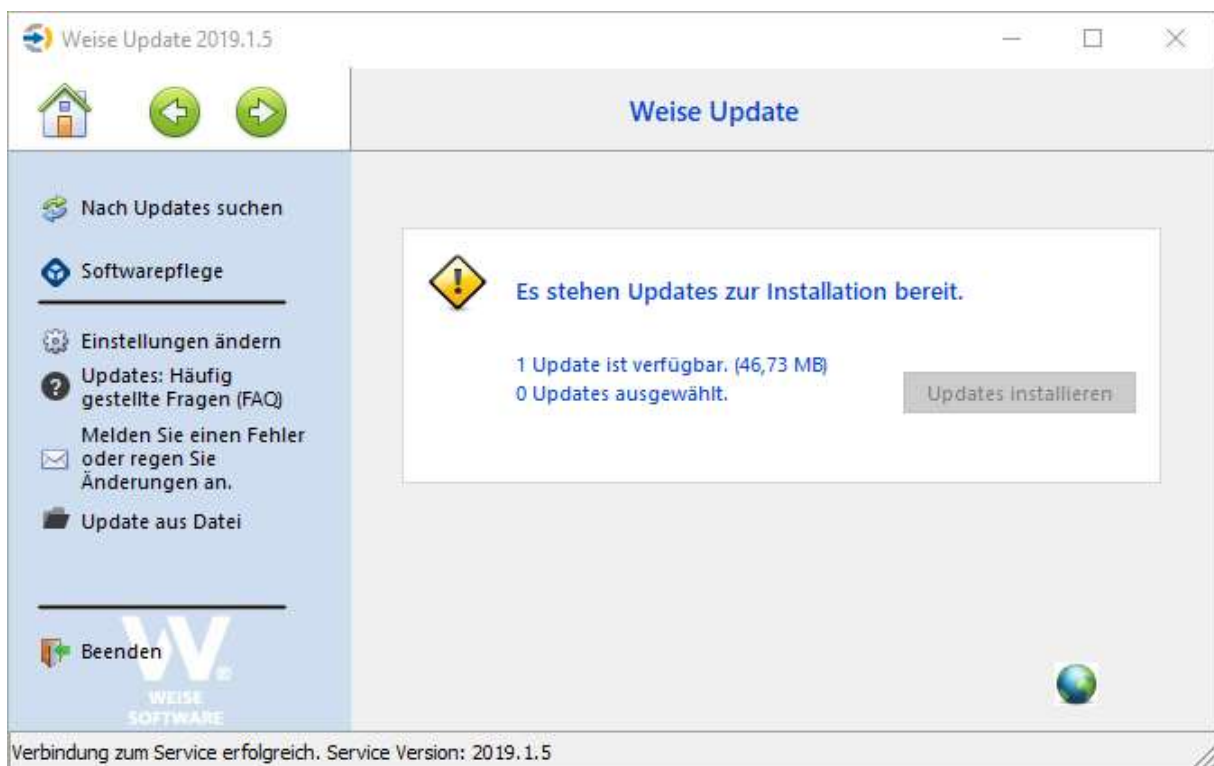 Weise Update 2019.1.5
Weise Update
Nach Updates suchen
Softwarepflege
Einstellungen ändern
Updates: Häufig
gestellte Fragen (FAQ)
Melden Sie einen Fehler
oder regen Sie
Änderungen an.
Update aus Datei
Beenden
W®
WEISE
SOFTWARE
Es stehen Updates zur Installation bereit.
1 Update ist verfügbar. (46,73 MB)
0 Updates ausgewählt.
Updates installieren
Verbindung zum Service erfolgreich. Service Version: 2019.1.5